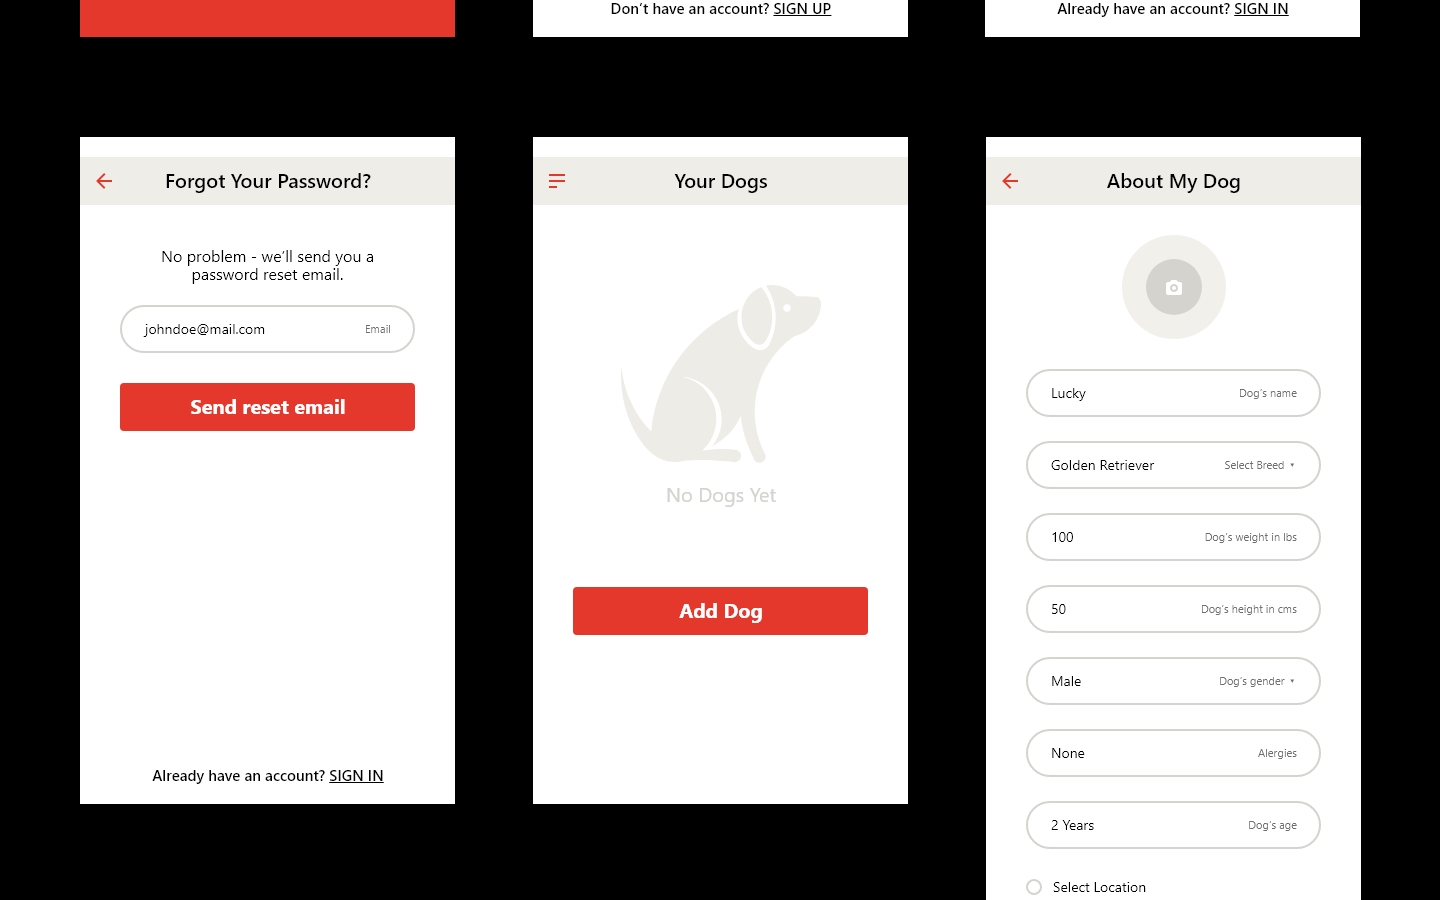 Don't have an account? SIGN UP
Already have an account? SIGN IN
Forgot Your Password?
No problem - we'll send you a
password reset email.
johndoe@mail.com Email
Send reset email
Already have an account? SIGN IN
Your Dogs
No Dogs Yet
Add Dog
About My Dog
Lucky Dog's name
Golden Retriever Select Breed
100 Dog's weight in lbs
50 Dog's height in cms
Male Dog's gender
None Alergies
2 Years Dog's age
Select Location